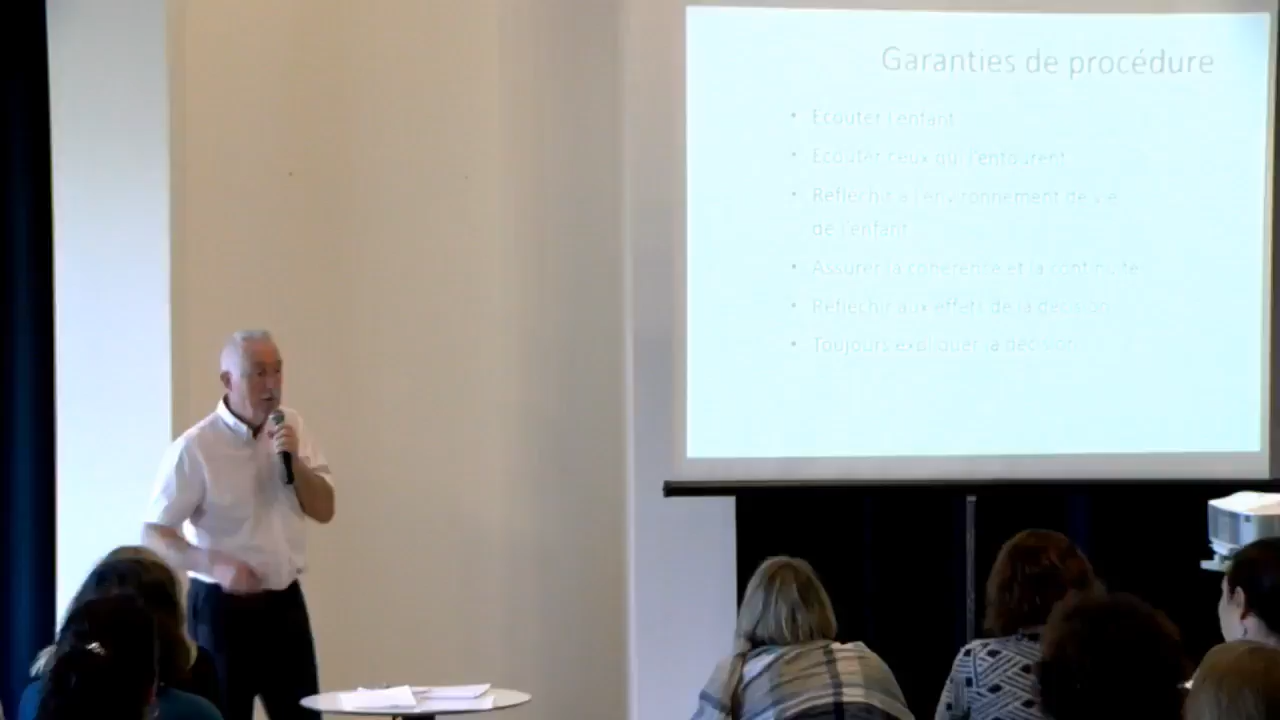 Garanties de procédure
• Ecouter l'enfant
• Ecouter ceux qui l'entourent
• Réfléchir à l'environnement de vie
de l'enfant
• Assurer la cohérence et la continuité
• Réfléchir aux effets de la décision
• Toujours expliquer la décision